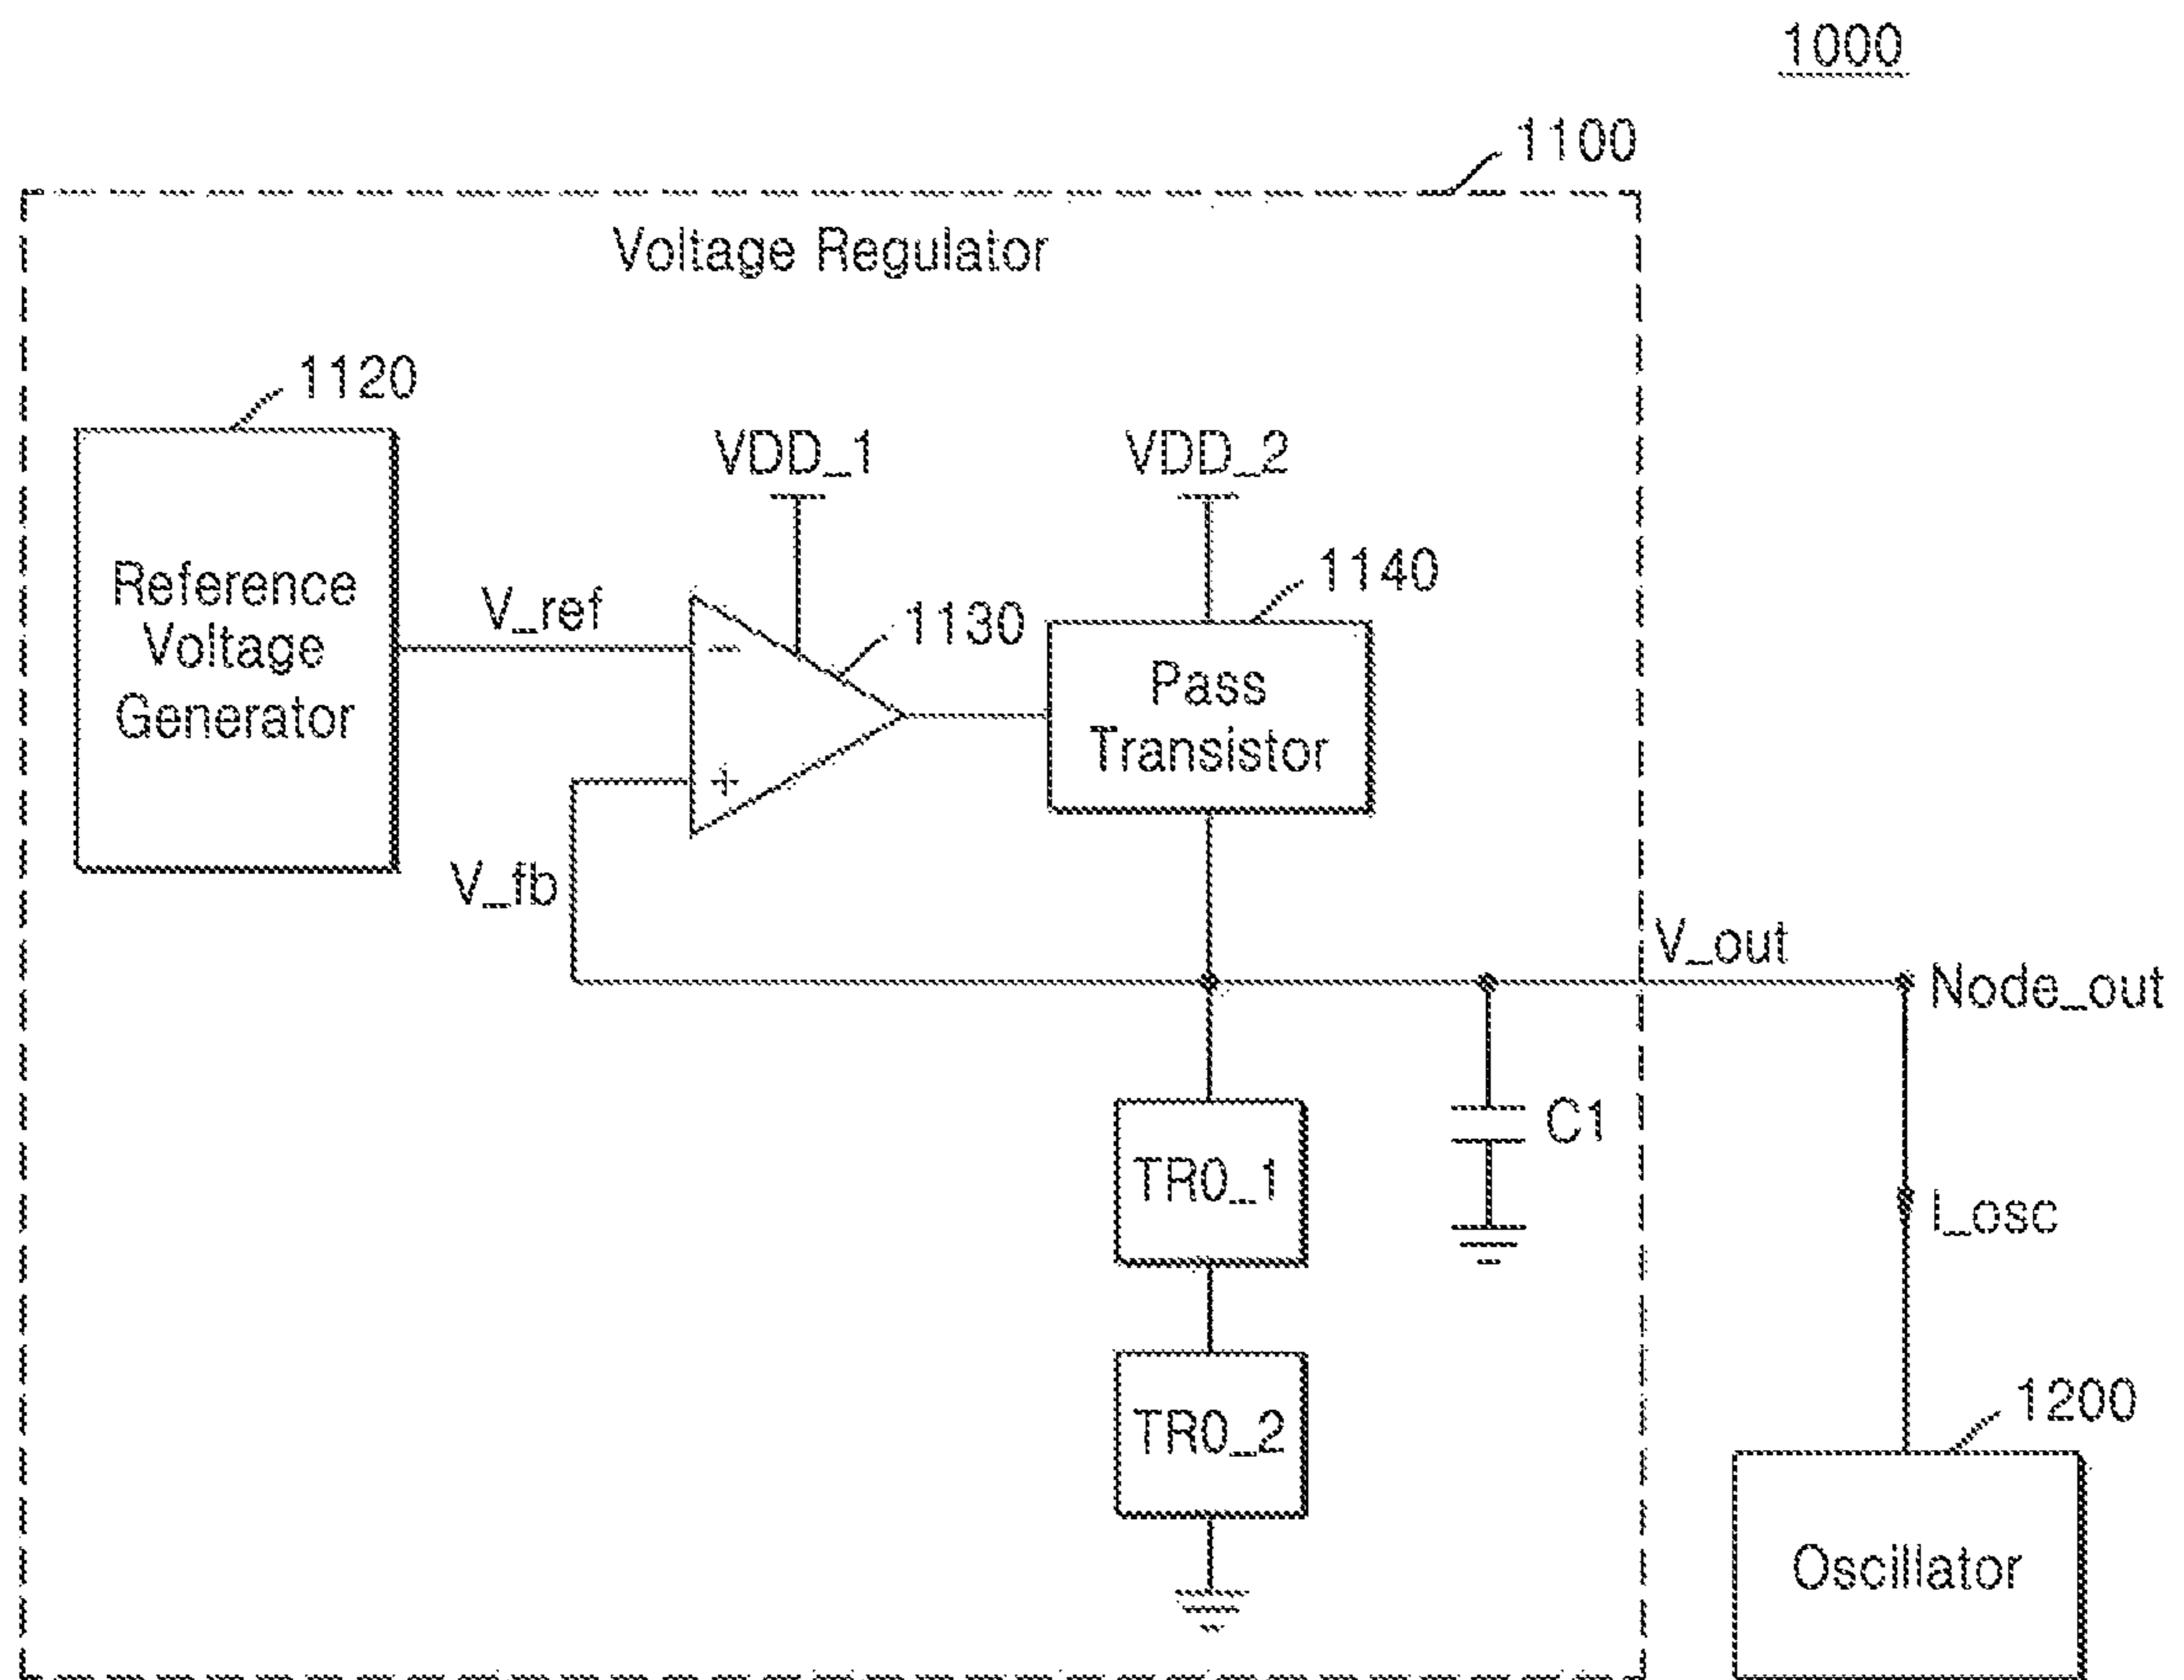 1000
1100
Voltage Regulator
1120
VDD_1
VDD_2
Reference
Voltage
Generator
V_ref
1130
1140
−
+
Pass
Transistor
V_fb
V_out
Node_out
C1
TR0_1
I_osc
TR0_2
1200
Oscillator